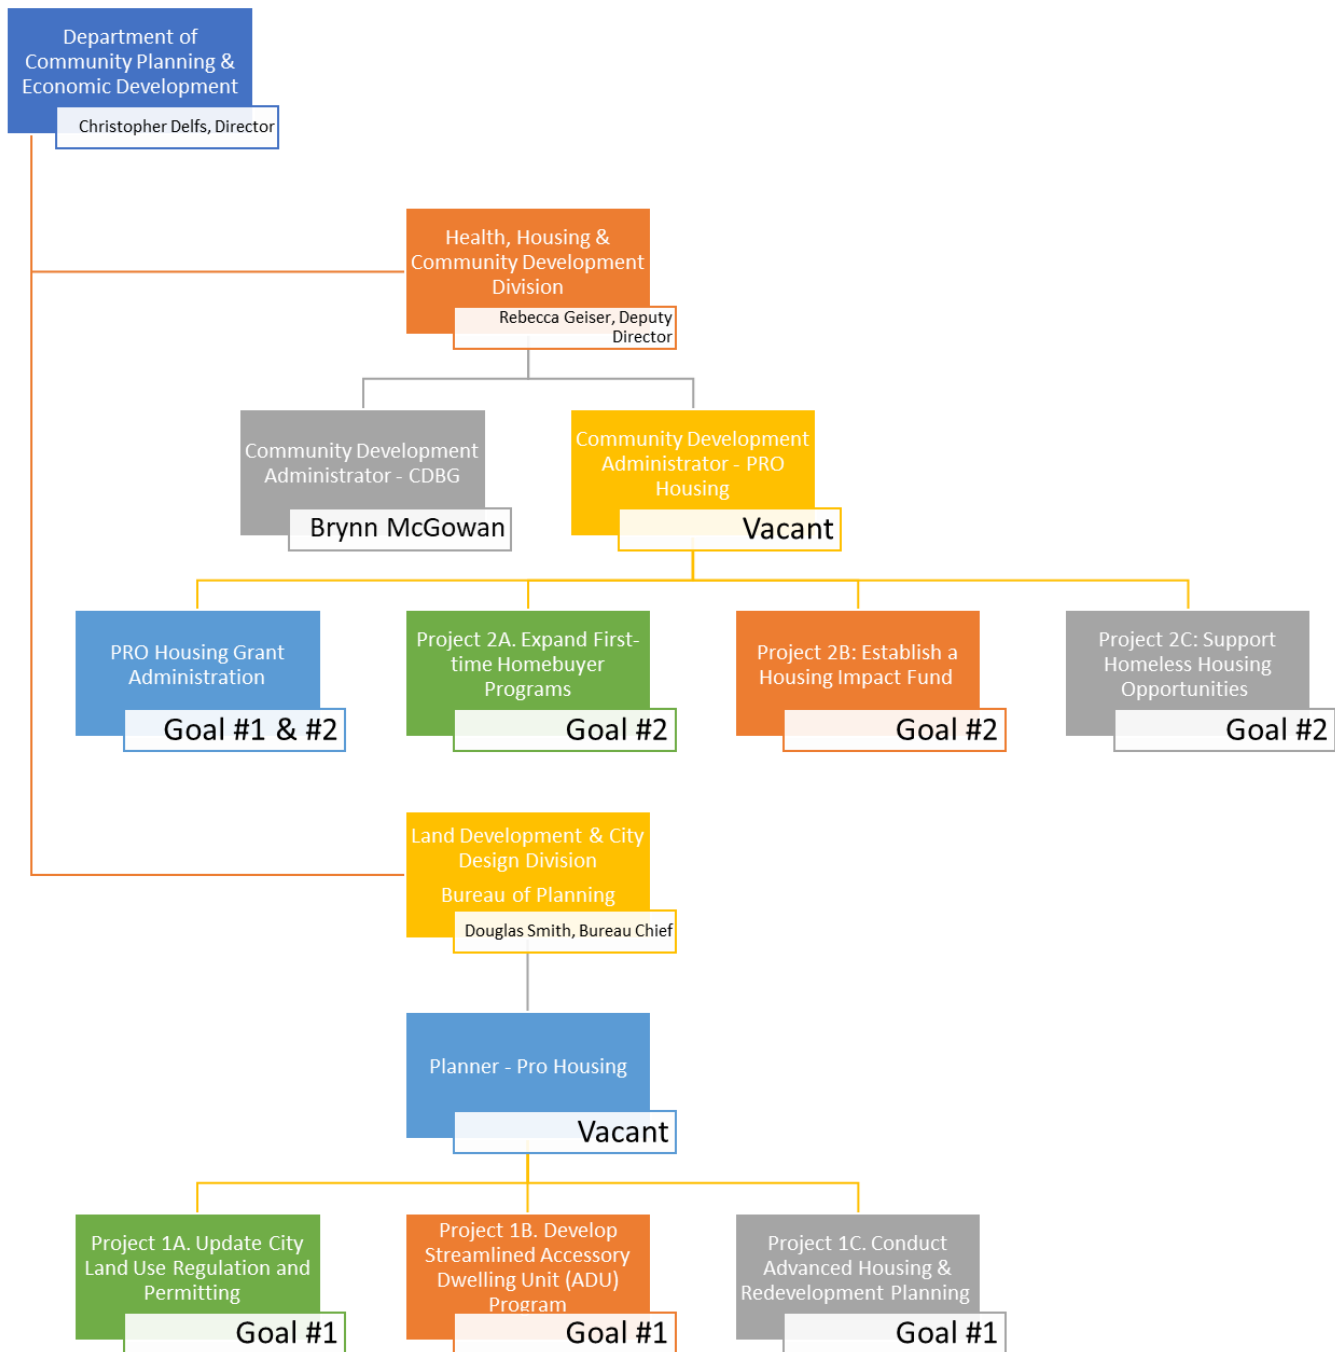 Department of
Community Planning &
Economic Development
Christopher Delfs, Director
Health, Housing &
Community Development
Division
Rebecca Geiser, Deputy
Director
Community Development
Administrator - CDBG
Brynn McGowan
Community Development
Administrator - PRO
Housing
Vacant
PRO Housing Grant
Administration
Goal #1 & #2
Project 2A. Expand First-
time Homebuyer
Programs
Goal #2
Project 2B: Establish a
Housing Impact Fund
Goal #2
Project 2C: Support
Homeless Housing
Opportunities
Goal #2
Land Development & City
Design Division
Bureau of Planning
Douglas Smith, Bureau Chief
Planner - Pro Housing
Vacant
Project 1A. Update City
Land Use Regulation and
Permitting
Goal #1
Project 1B. Develop
Streamlined Accessory
Dwelling Unit (ADU)
Program
Goal #1
Project 1C. Conduct
Advanced Housing &
Redevelopment Planning
Goal #1